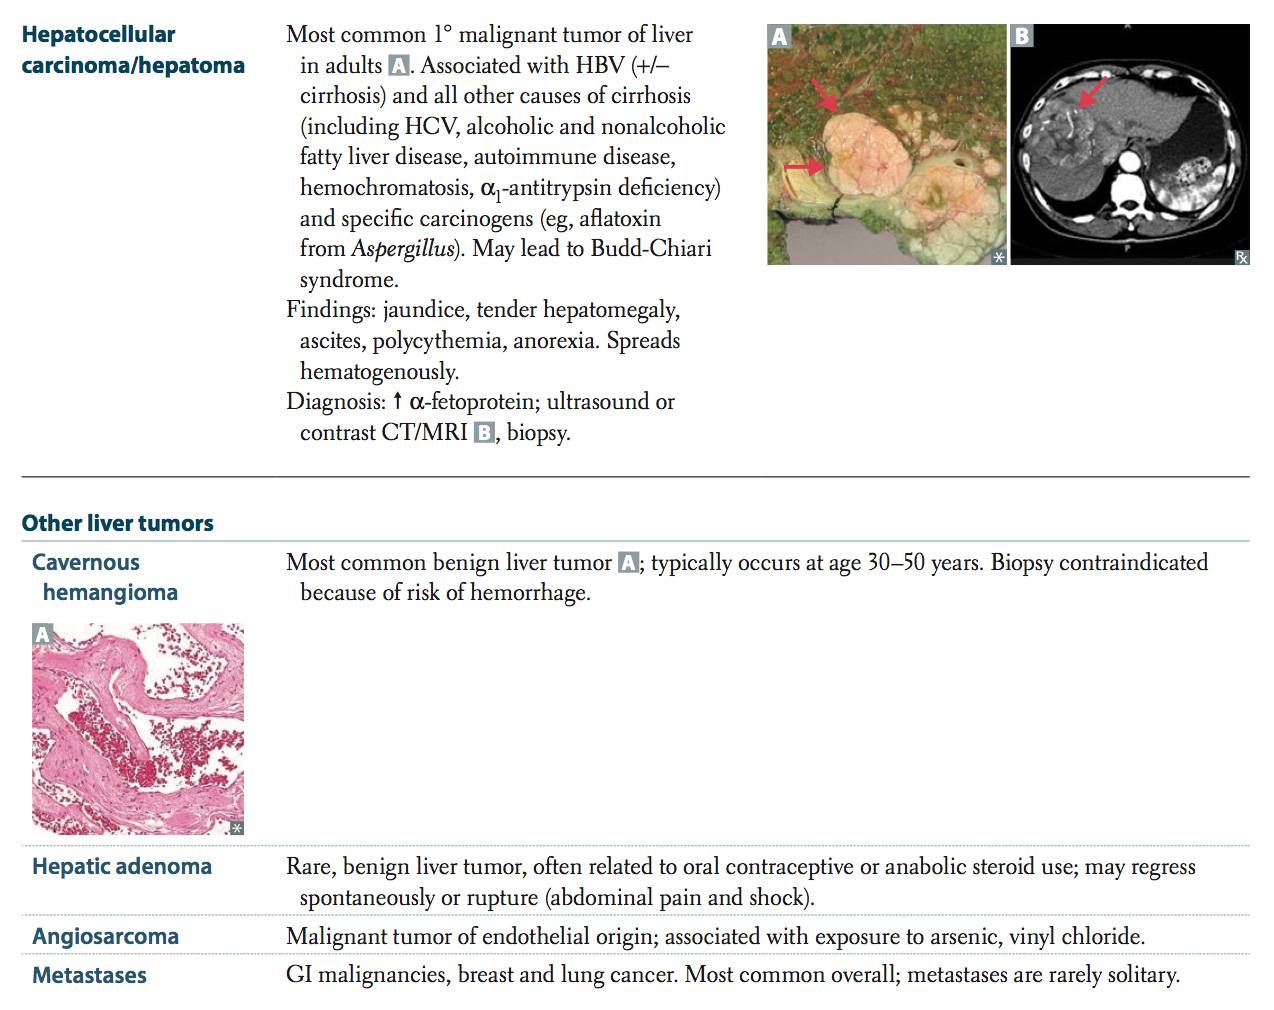 Hepatocellular
carcinoma/hepatoma
Most common 1° malignant tumor of liver
in adults A. Associated with HBV (+/–
cirrhosis) and all other causes of cirrhosis
(including HCV, alcoholic and nonalcoholic
fatty liver disease, autoimmune disease,
hemochromatosis, α1-antitrypsin deficiency)
and specific carcinogens (eg, aflatoxin
from Aspergillus). May lead to Budd-Chiari
syndrome.
Findings: jaundice, tender hepatomegaly,
ascites, polycythemia, anorexia. Spreads
hematogenously.
Diagnosis: ↑ α-fetoprotein; ultrasound or
contrast CT/MRI B, biopsy.
A
*
B
℞
Other liver tumors
Cavernous
hemangioma
Most common benign liver tumor A; typically occurs at age 30–50 years. Biopsy contraindicated
because of risk of hemorrhage.
A
*
Hepatic adenoma
Rare, benign liver tumor, often related to oral contraceptive or anabolic steroid use; may regress
spontaneously or rupture (abdominal pain and shock).
Angiosarcoma
Malignant tumor of endothelial origin; associated with exposure to arsenic, vinyl chloride.
Metastases
GI malignancies, breast and lung cancer. Most common overall; metastases are rarely solitary.